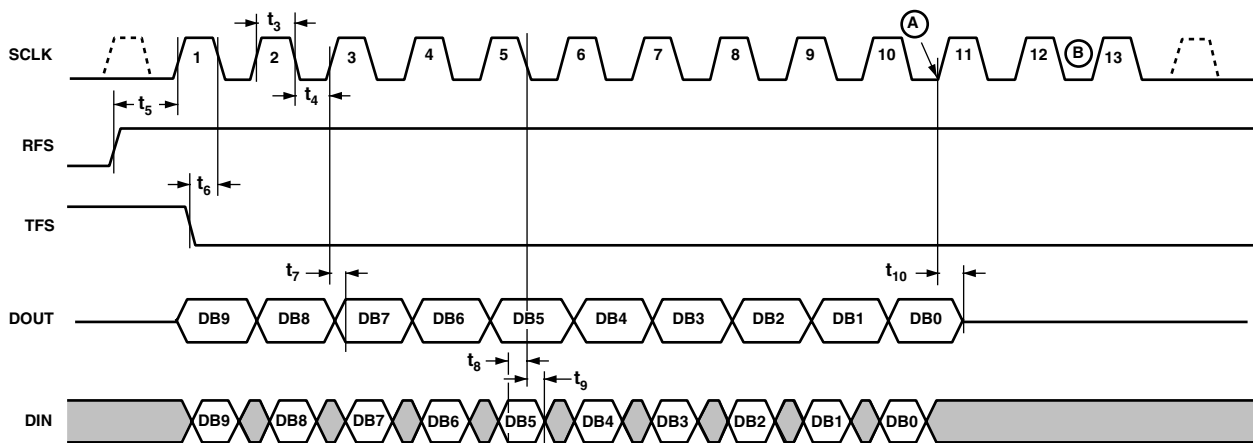 SCLK 1 2 3 4 5 6 7 8 9 10 11 12 13
t3
A
B
t4
t5
RFS
t6
TFS
t7
t10
DOUT DB9 DB8 DB7 DB6 DB5 DB4 DB3 DB2 DB1 DB0
t8
t9
DIN DB9 DB8 DB7 DB6 DB5 DB4 DB3 DB2 DB1 DB0